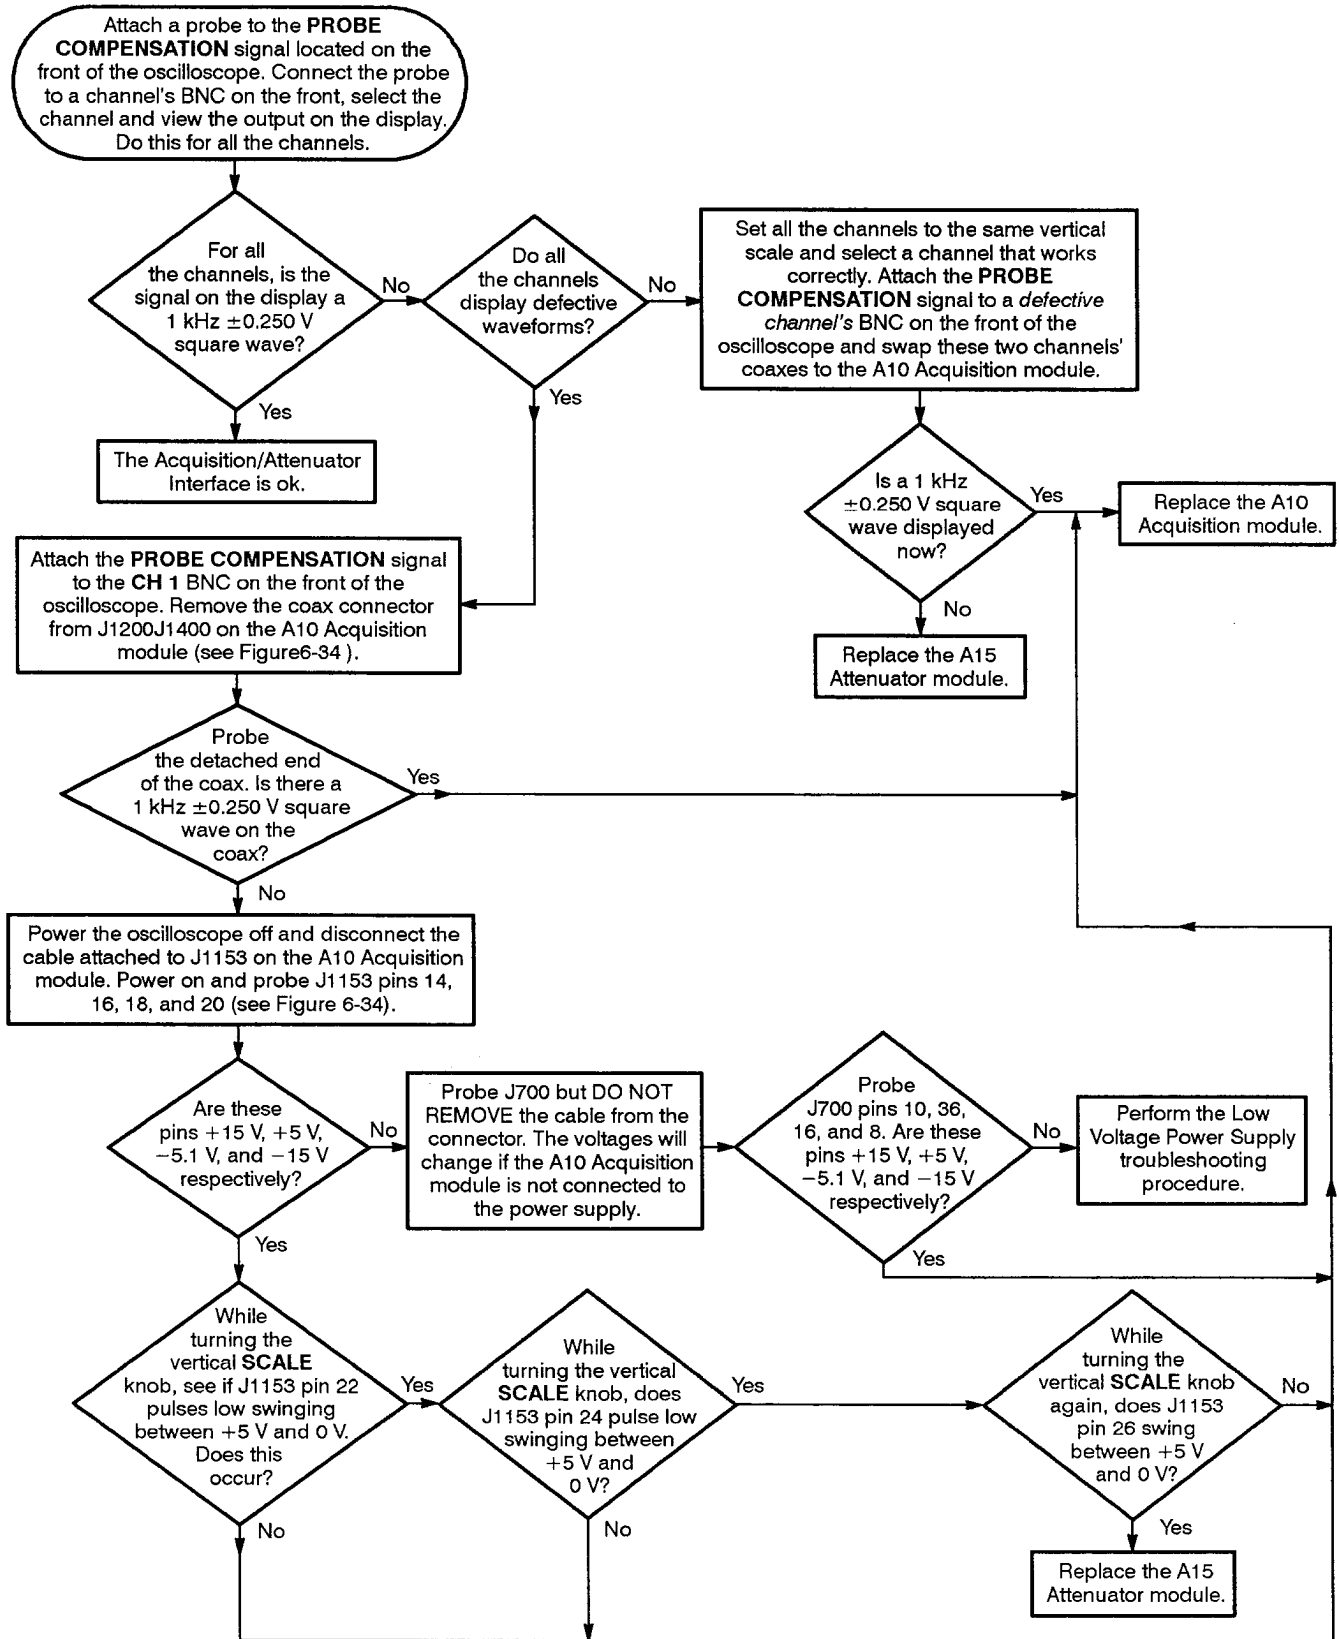 Attach a probe to the PROBE
COMPENSATION signal located on the
front of the oscilloscope. Connect the probe
to a channel's BNC on the front, select the
channel and view the output on the display.
Do this for all the channels.
For all
the channels, is the
signal on the display a
1 kHz ±0.250 V
square wave?
No
Yes
The Acquisition/Attenuator
Interface is ok.
Do all
the channels
display defective
waveforms?
No
Yes
Set all the channels to the same vertical
scale and select a channel that works
correctly. Attach the PROBE
COMPENSATION signal to a defective
channel's BNC on the front of the
oscilloscope and swap these two channels'
coaxes to the A10 Acquisition module.
Is a 1 kHz
±0.250 V square
wave displayed
now?
Yes
Replace the A10
Acquisition module.
No
Replace the A15
Attenuator module.
Attach the PROBE COMPENSATION signal
to the CH 1 BNC on the front of the
oscilloscope. Remove the coax connector
from J1200J1400 on the A10 Acquisition
module (see Figure6-34 ).
Probe
the detached end
of the coax. Is there a
1 kHz ±0.250 V square
wave on the
coax?
Yes
No
Power the oscilloscope off and disconnect the
cable attached to J1153 on the A10 Acquisition
module. Power on and probe J1153 pins 14,
16, 18, and 20 (see Figure 6-34).
Are these
pins +15 V, +5 V,
−5.1 V, and −15 V
respectively?
No
Yes
Probe J700 but DO NOT
REMOVE the cable from the
connector. The voltages will
change if the A10 Acquisition
module is not connected to
the power supply.
Probe
J700 pins 10, 36,
16, and 8. Are these
pins +15 V, +5 V,
−5.1 V, and −15 V
respectively?
No
Yes
Perform the Low
Voltage Power Supply
troubleshooting
procedure.
While
turning the
vertical SCALE
knob, see if J1153 pin 22
pulses low swinging
between +5 V and 0 V.
Does this
occur?
Yes
No
While
turning the vertical
SCALE knob, does
J1153 pin 24 pulse low
swinging between
+5 V and
0 V?
Yes
No
While
turning the
vertical SCALE knob
again, does J1153
pin 26 swing
between +5 V
and 0 V?
No
Yes
Replace the A15
Attenuator module.